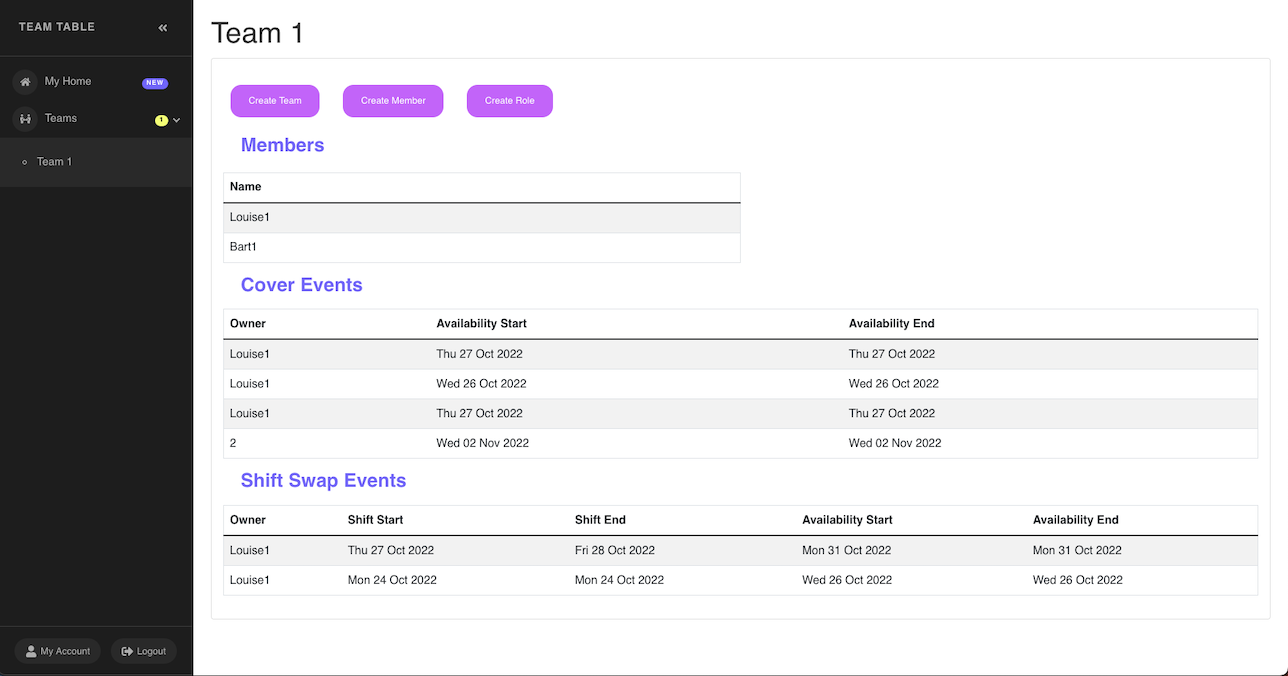 TEAM TABLE
My Home NEW
Teams 1
Team 1
My Account Logout
Team 1
Create Team Create Member Create Role
Members
Name
Louise1
Bart1
Cover Events
Owner Availability Start Availability End
Louise1 Thu 27 Oct 2022 Thu 27 Oct 2022
Louise1 Wed 26 Oct 2022 Wed 26 Oct 2022
Louise1 Thu 27 Oct 2022 Thu 27 Oct 2022
2 Wed 02 Nov 2022 Wed 02 Nov 2022
Shift Swap Events
Owner Shift Start Shift End Availability Start Availability End
Louise1 Thu 27 Oct 2022 Fri 28 Oct 2022 Mon 31 Oct 2022 Mon 31 Oct 2022
Louise1 Mon 24 Oct 2022 Mon 24 Oct 2022 Wed 26 Oct 2022 Wed 26 Oct 2022